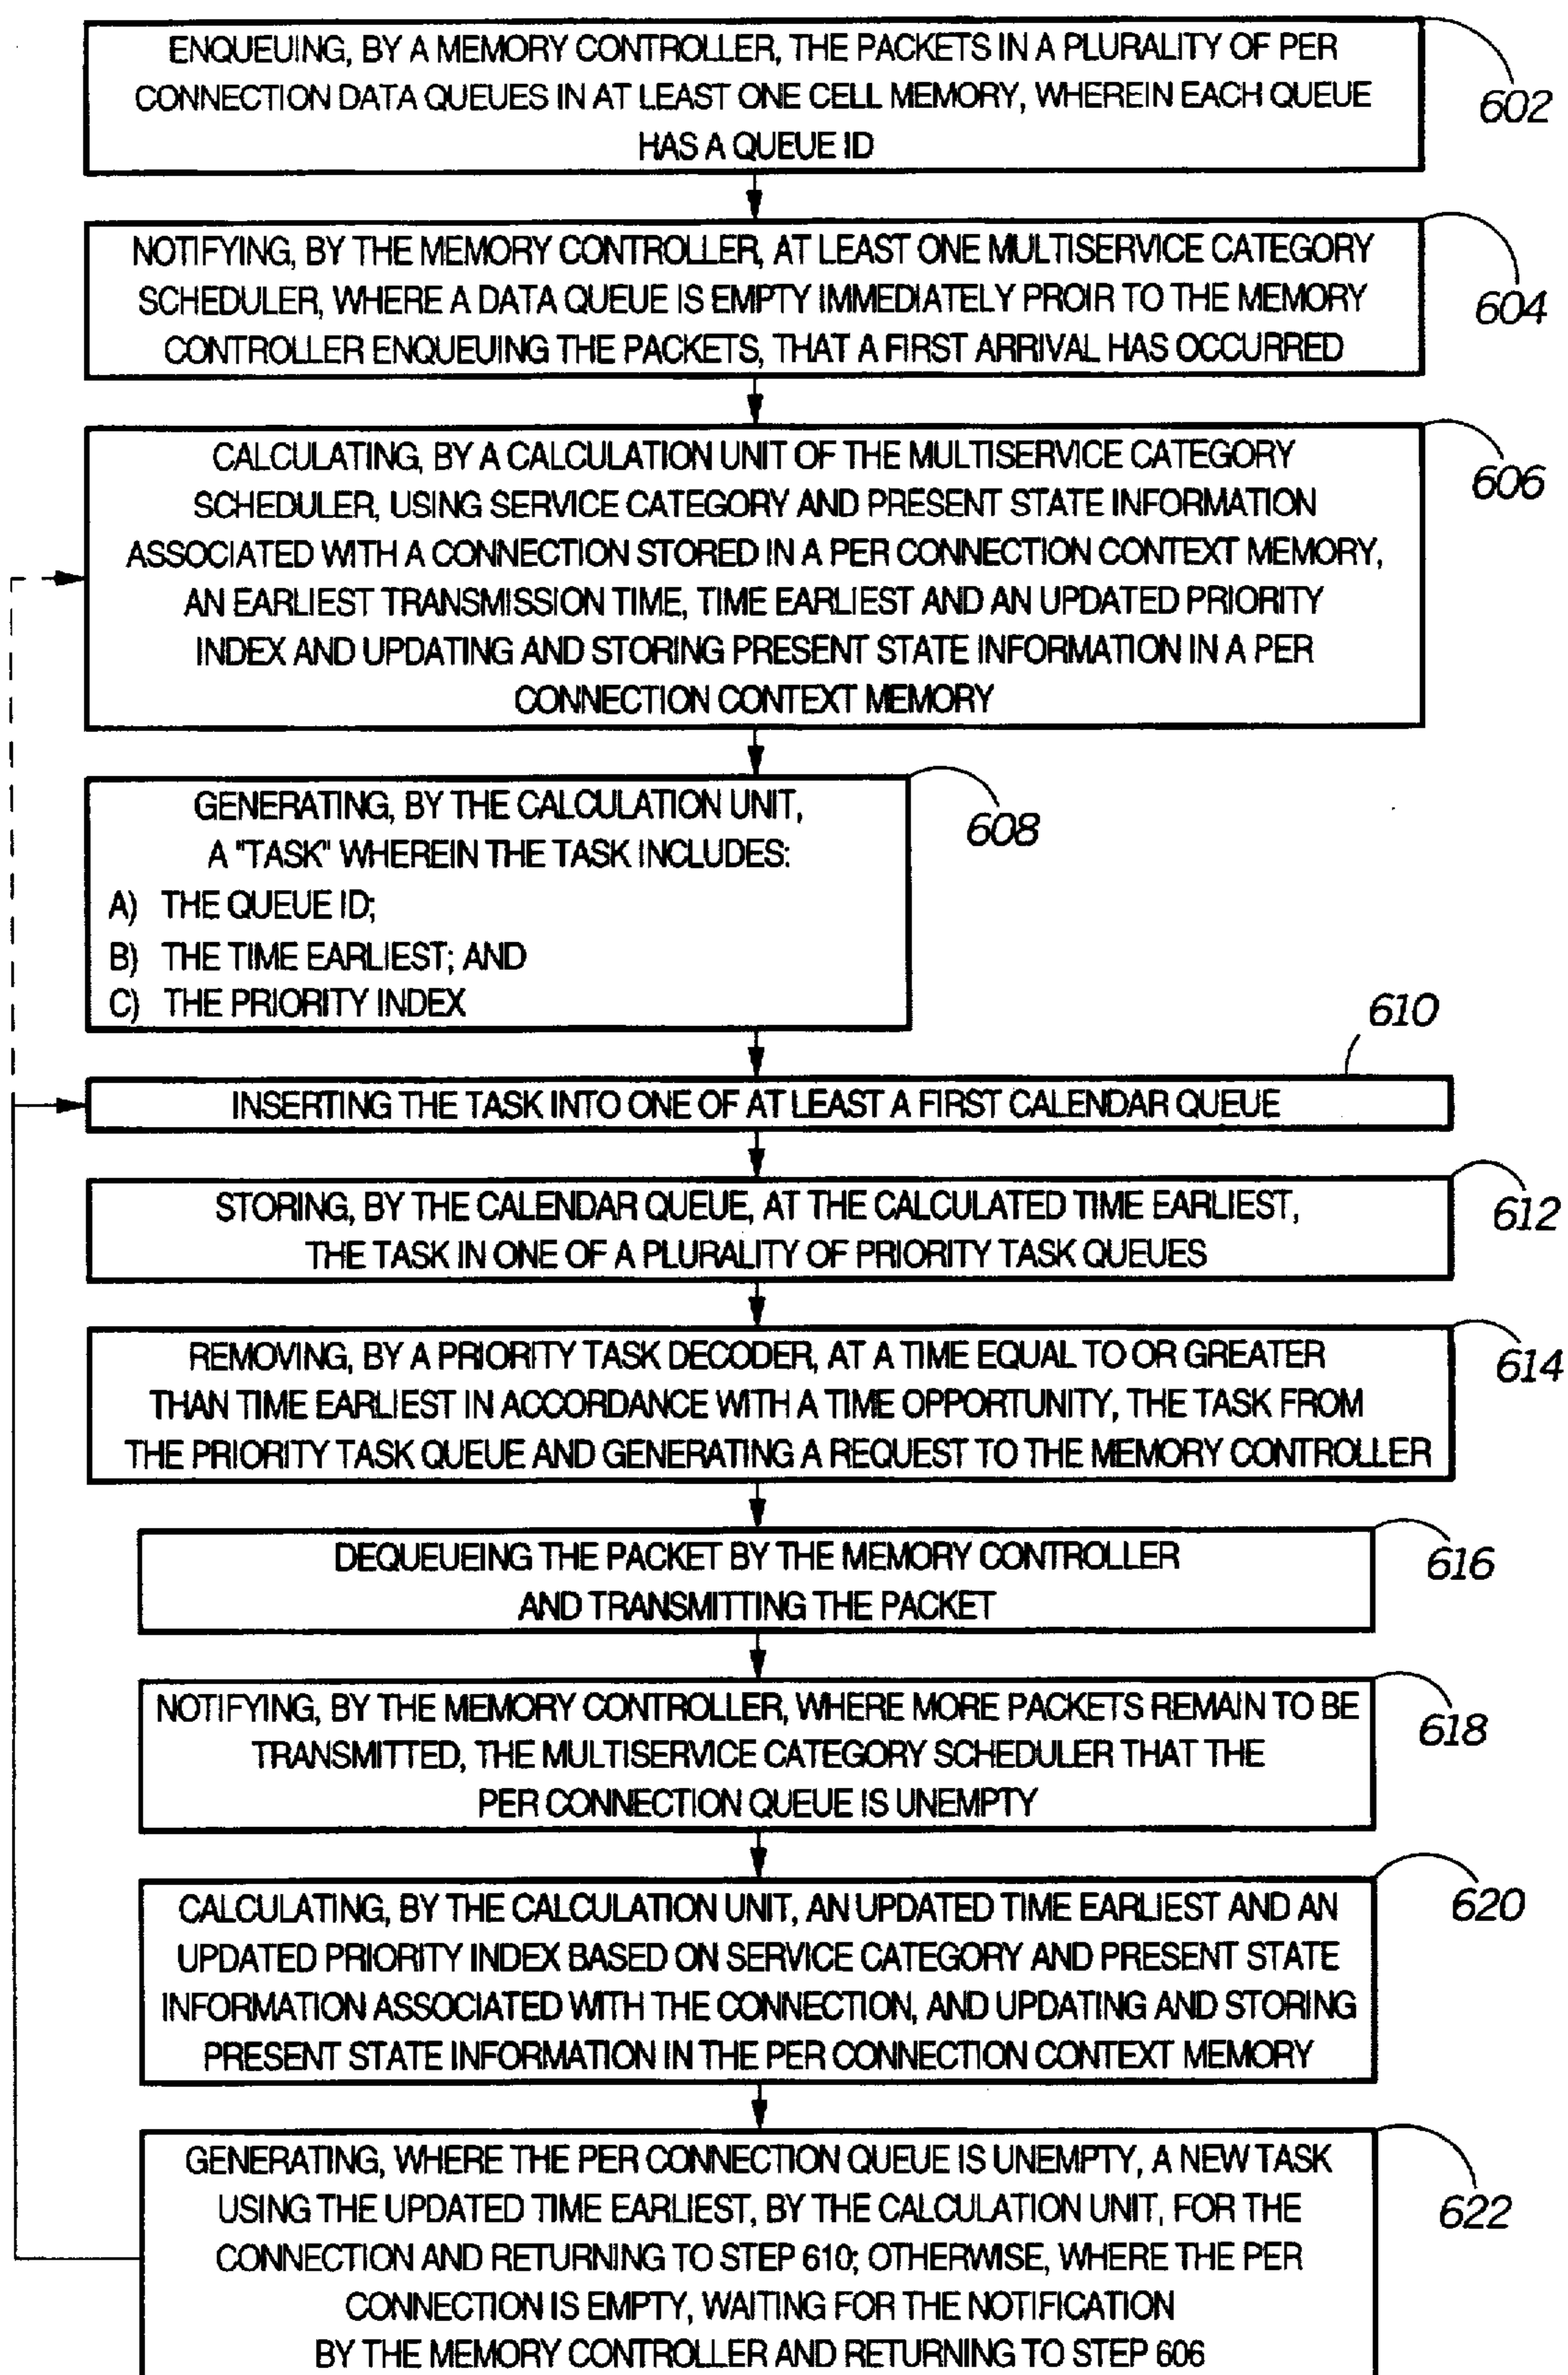 ENQUEUING, BY A MEMORY CONTROLLER, THE PACKETS IN A PLURALITY OF PER
CONNECTION DATA QUEUES IN AT LEAST ONE CELL MEMORY, WHEREIN EACH QUEUE
HAS A QUEUE ID
602
NOTIFYING, BY THE MEMORY CONTROLLER, AT LEAST ONE MULTISERVICE CATEGORY
SCHEDULER, WHERE A DATA QUEUE IS EMPTY IMMEDIATELY PROIR TO THE MEMORY
CONTROLLER ENQUEUING THE PACKETS, THAT A FIRST ARRIVAL HAS OCCURRED
604
CALCULATING, BY A CALCULATION UNIT OF THE MULTISERVICE CATEGORY
SCHEDULER, USING SERVICE CATEGORY AND PRESENT STATE INFORMATION
ASSOCIATED WITH A CONNECTION STORED IN A PER CONNECTION CONTEXT MEMORY,
AN EARLIEST TRANSMISSION TIME, TIME EARLIEST AND AN UPDATED PRIORITY
INDEX AND UPDATING AND STORING PRESENT STATE INFORMATION IN A PER
CONNECTION CONTEXT MEMORY
606
GENERATING, BY THE CALCULATION UNIT,
A "TASK" WHEREIN THE TASK INCLUDES:
A) THE QUEUE ID;
B) THE TIME EARLIEST; AND
C) THE PRIORITY INDEX
608
610
INSERTING THE TASK INTO ONE OF AT LEAST A FIRST CALENDAR QUEUE
STORING, BY THE CALENDAR QUEUE, AT THE CALCULATED TIME EARLIEST,
THE TASK IN ONE OF A PLURALITY OF PRIORITY TASK QUEUES
612
REMOVING, BY A PRIORITY TASK DECODER, AT A TIME EQUAL TO OR GREATER
THAN TIME EARLIEST IN ACCORDANCE WITH A TIME OPPORTUNITY, THE TASK FROM
THE PRIORITY TASK QUEUE AND GENERATING A REQUEST TO THE MEMORY CONTROLLER
614
DEQUEUEING THE PACKET BY THE MEMORY CONTROLLER
AND TRANSMITTING THE PACKET
616
NOTIFYING, BY THE MEMORY CONTROLLER, WHERE MORE PACKETS REMAIN TO BE
TRANSMITTED, THE MULTISERVICE CATEGORY SCHEDULER THAT THE
PER CONNECTION QUEUE IS UNEMPTY
618
CALCULATING, BY THE CALCULATION UNIT, AN UPDATED TIME EARLIEST AND AN
UPDATED PRIORITY INDEX BASED ON SERVICE CATEGORY AND PRESENT STATE
INFORMATION ASSOCIATED WITH THE CONNECTION, AND UPDATING AND STORING
PRESENT STATE INFORMATION IN THE PER CONNECTION CONTEXT MEMORY
620
GENERATING, WHERE THE PER CONNECTION QUEUE IS UNEMPTY, A NEW TASK
USING THE UPDATED TIME EARLIEST, BY THE CALCULATION UNIT, FOR THE
CONNECTION AND RETURNING TO STEP 610; OTHERWISE, WHERE THE PER
CONNECTION IS EMPTY, WAITING FOR THE NOTIFICATION
BY THE MEMORY CONTROLLER AND RETURNING TO STEP 606
622